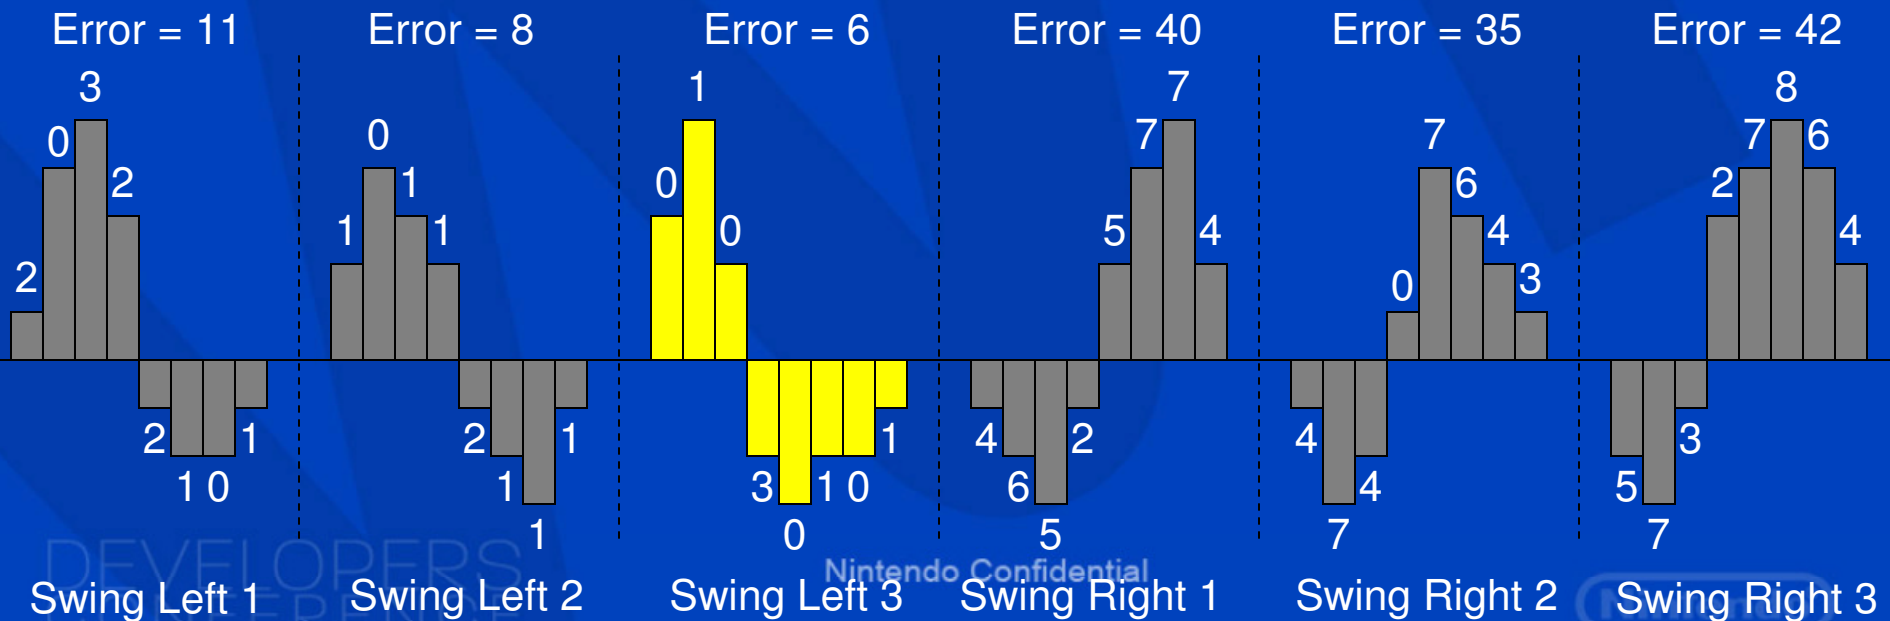 Error = 11 Error = 8 Error = 6 Error = 40 Error = 35 Error = 42
3 1 7 8
0 0 7 7 7 6
2 1 0 6 2
1 1 0 5 4 4 4
2 0 3
2 1 2 1 1 4 2 4 3
1 0 1 3 1 0 6 4 5
1 0 5 7 7
Nintendo Confidential
DEVELOPERS
CONFERENCE
Swing Left 1 Swing Left 2 Swing Left 3 Swing Right 1 Swing Right 2 Swing Right 3
Nintendo